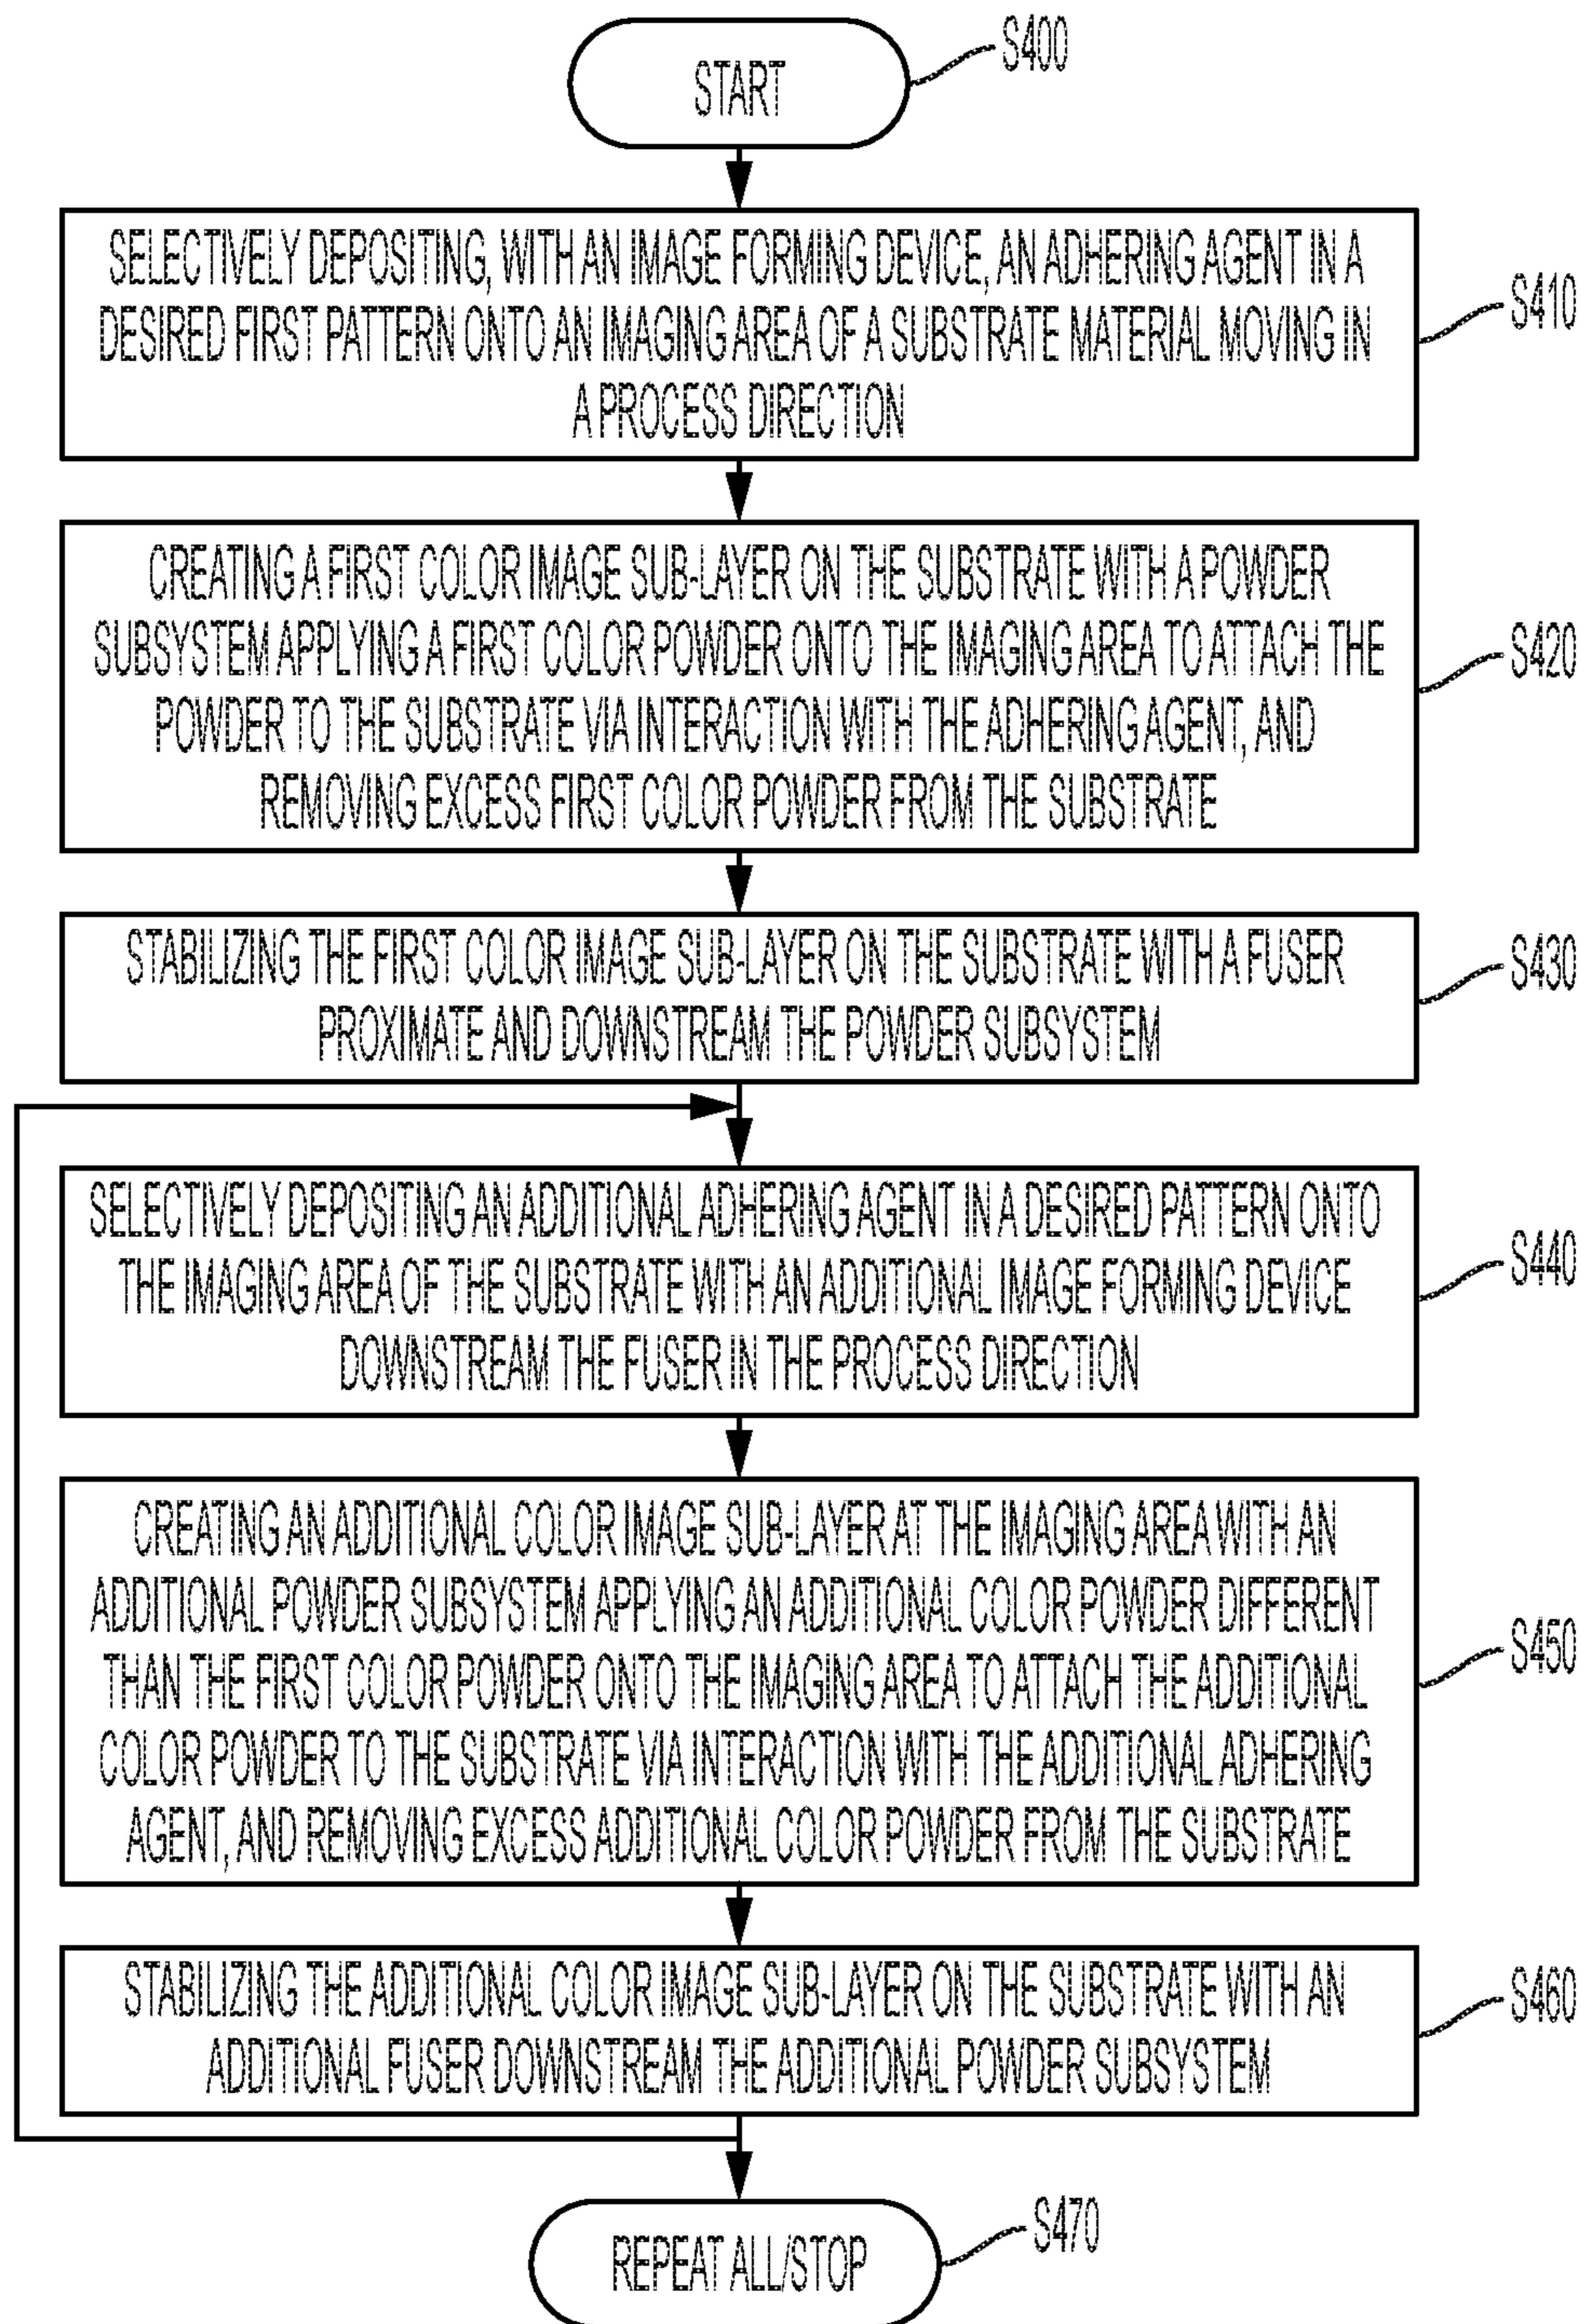 START
S400
SELECTIVELY DEPOSITING, WITH AN IMAGE FORMING DEVICE, AN ADHERING AGENT IN A
DESIRED FIRST PATTERN ONTO AN IMAGING AREA OF A SUBSTRATE MATERIAL MOVING IN
A PROCESS DIRECTION
S410
CREATING A FIRST COLOR IMAGE SUB-LAYER ON THE SUBSTRATE WITH A POWDER
SUBSYSTEM APPLYING A FIRST COLOR POWDER ONTO THE IMAGING AREA TO ATTACH THE
POWDER TO THE SUBSTRATE VIA INTERACTION WITH THE ADHERING AGENT, AND
REMOVING EXCESS FIRST COLOR POWDER FROM THE SUBSTRATE
S420
STABILIZING THE FIRST COLOR IMAGE SUB-LAYER ON THE SUBSTRATE WITH A FUSER
PROXIMATE AND DOWNSTREAM THE POWDER SUBSYSTEM
S430
SELECTIVELY DEPOSITING AN ADDITIONAL ADHERING AGENT IN A DESIRED PATTERN ONTO
THE IMAGING AREA OF THE SUBSTRATE WITH AN ADDITIONAL IMAGE FORMING DEVICE
DOWNSTREAM THE FUSER IN THE PROCESS DIRECTION
S440
CREATING AN ADDITIONAL COLOR IMAGE SUB-LAYER AT THE IMAGING AREA WITH AN
ADDITIONAL POWDER SUBSYSTEM APPLYING AN ADDITIONAL COLOR POWDER DIFFERENT
THAN THE FIRST COLOR POWDER ONTO THE IMAGING AREA TO ATTACH THE ADDITIONAL
COLOR POWDER TO THE SUBSTRATE VIA INTERACTION WITH THE ADDITIONAL ADHERING
AGENT, AND REMOVING EXCESS ADDITIONAL COLOR POWDER FROM THE SUBSTRATE
S450
STABILIZING THE ADDITIONAL COLOR IMAGE SUB-LAYER ON THE SUBSTRATE WITH AN
ADDITIONAL FUSER DOWNSTREAM THE ADDITIONAL POWDER SUBSYSTEM
S460
REPEAT ALL/STOP
S470